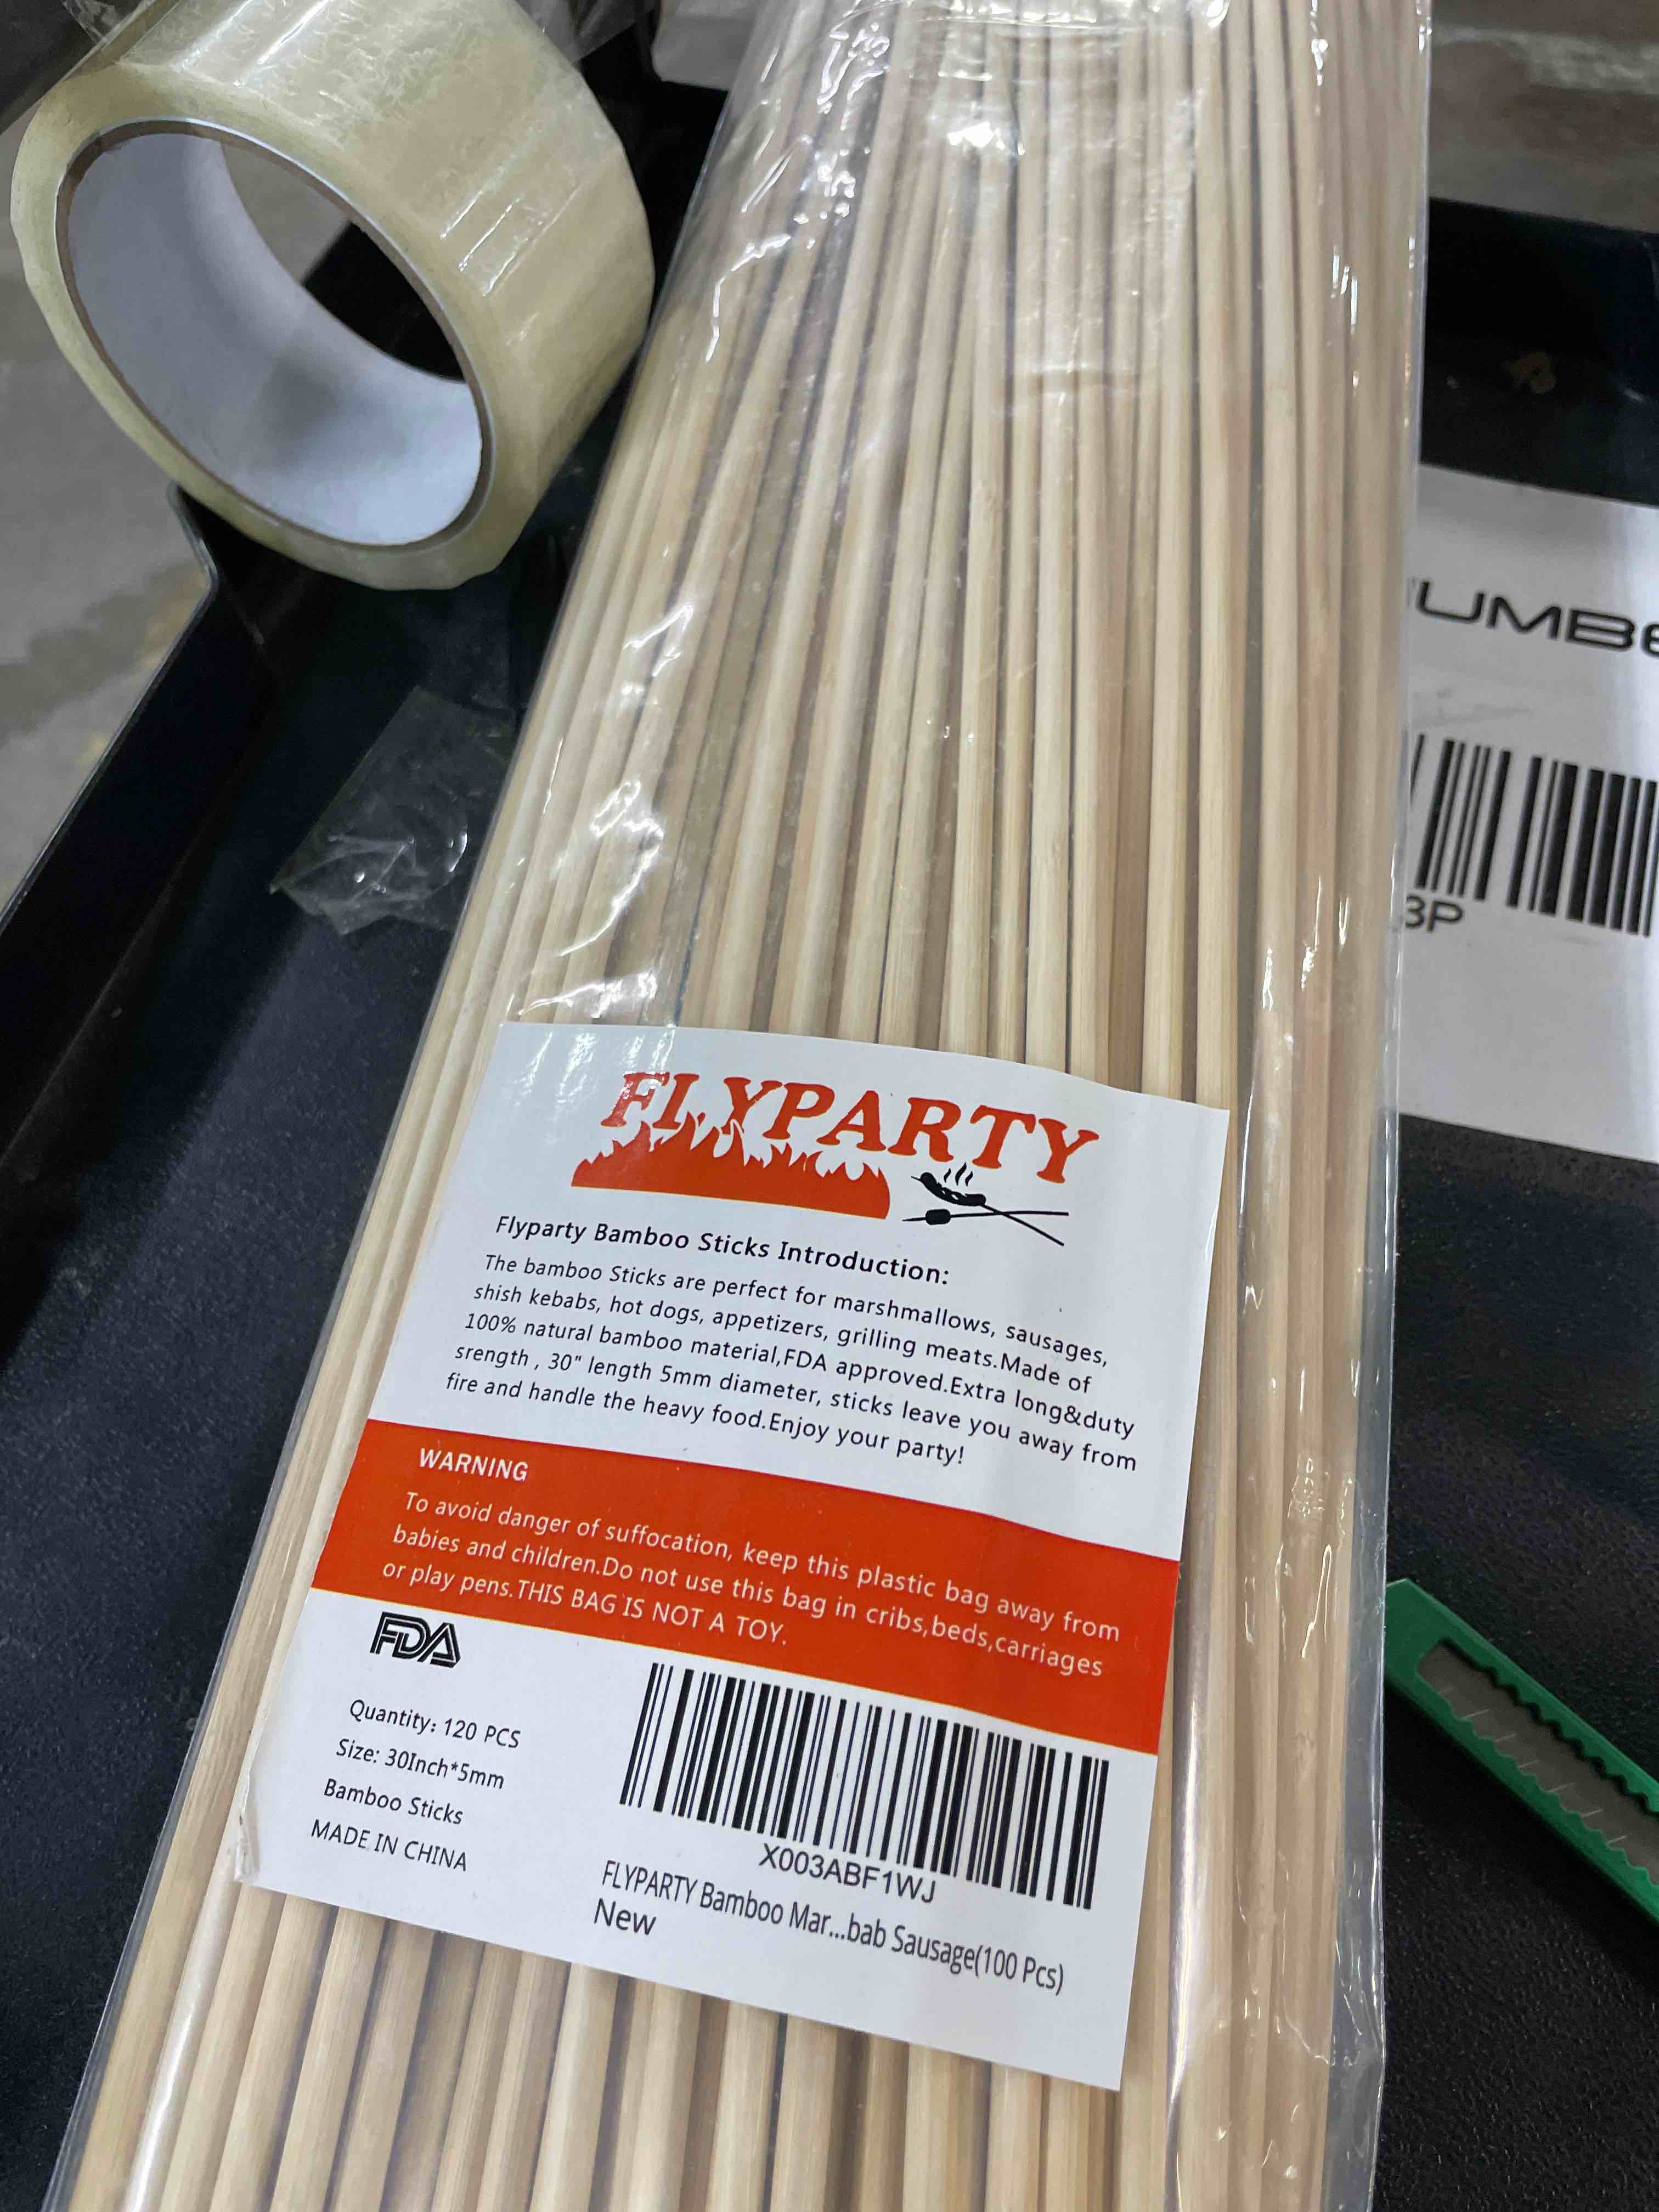 FLYPARTY
Flyparty Bamboo Sticks Introduction:
The bamboo Sticks are perfect for marshmallows, sausages,
shish kebabs, hot dogs, appetizers, grilling meats.Made of
100% natural bamboo material,FDA approved.Extra long&duty
srength , 30" length 5mm diameter, sticks leave you away from
fire and handle the heavy food.Enjoy your party!
WARNING
To avoid danger of suffocation, keep this plastic bag away from
babies and children.Do not use this bag in cribs,beds,carriages
or play pens.THIS BAG IS NOT A TOY.
FDA
Quantity: 120 PCS
Size: 30Inch*5mm
Bamboo Sticks
MADE IN CHINA
X003ABF1WJ
FLYPARTY Bamboo Mar...bab Sausage(100 Pcs)
New
UMB
3P